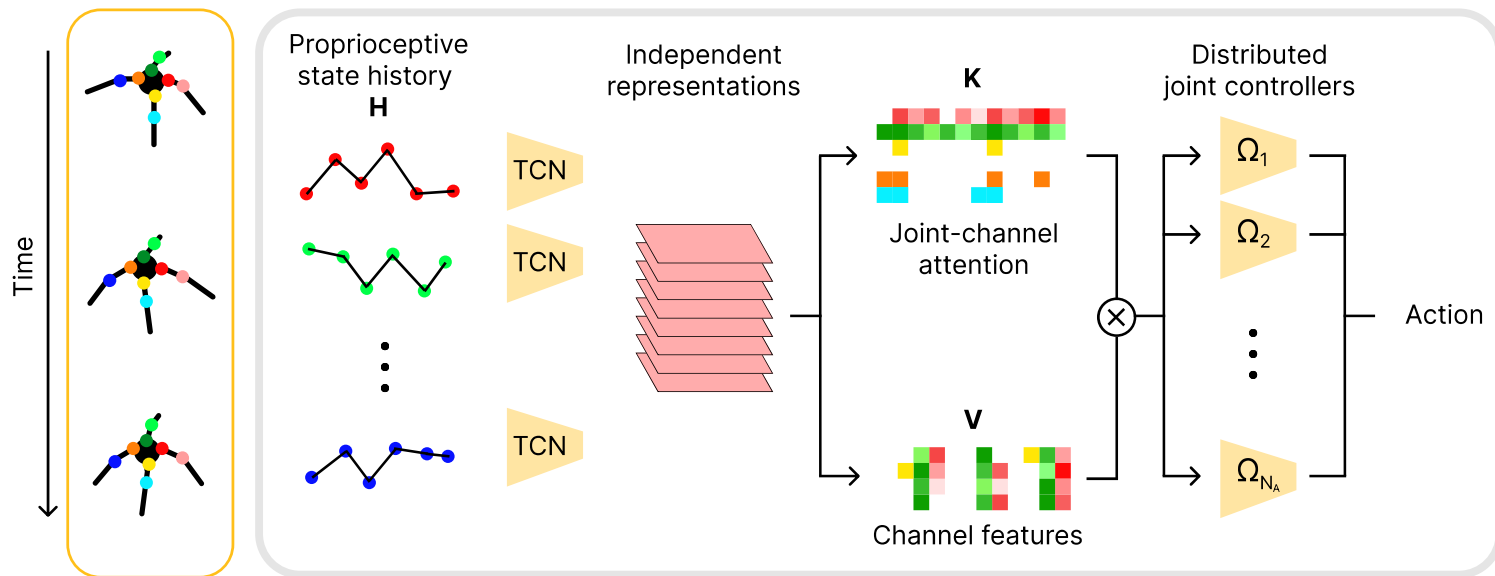 Time
Proprioceptive
state history
H
TCN
TCN
TCN
Independent
representations
K
Joint-channel
attention
V
Channel features
Distributed
joint controllers
Ω1
Ω2
ΩNA
Action